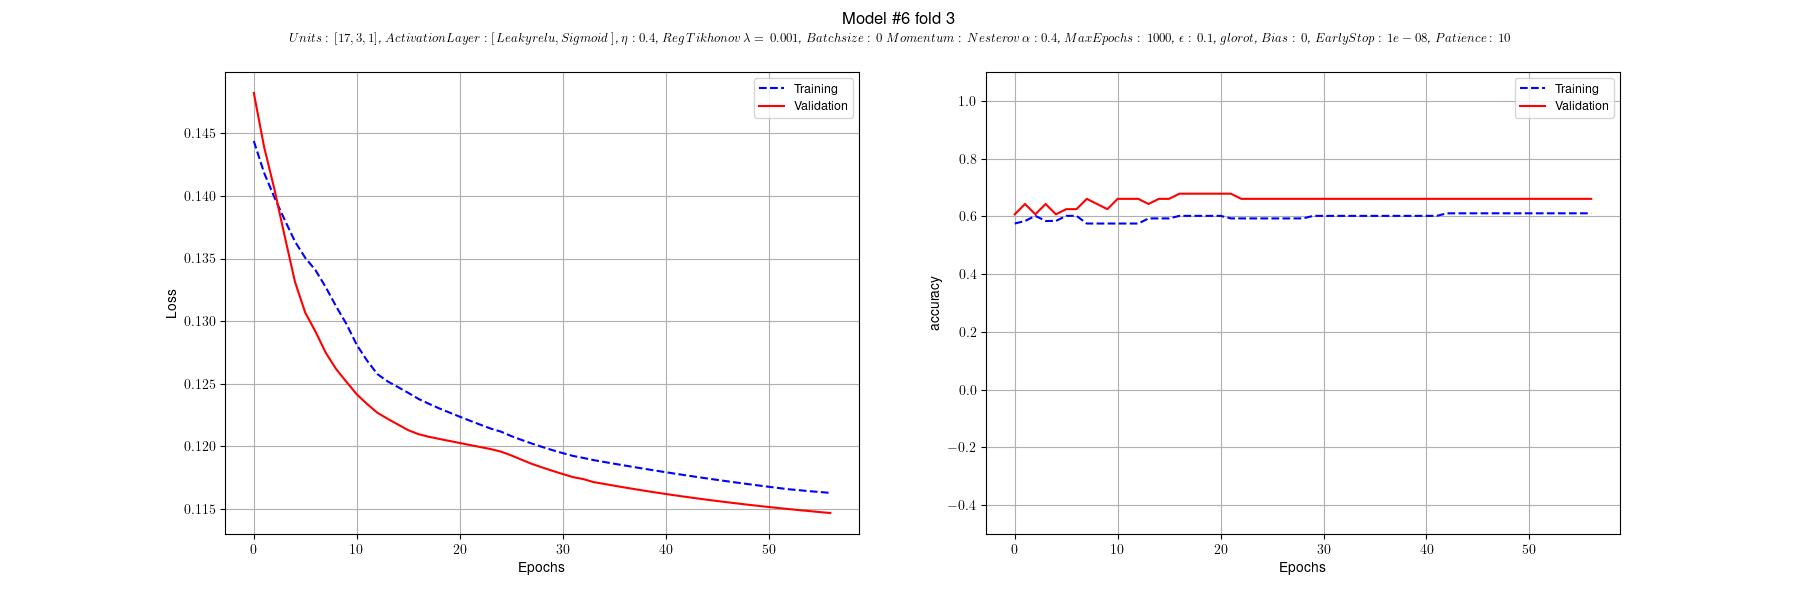 Model #6 fold 3
Units : [17, 3, 1], ActivationLayer : [Leakyrelu, Sigmoid ], η : 0.4, RegTikhonov λ = 0.001, Batchsize : 0 Momentum : Nesterov α : 0.4, MaxEpochs : 1000, ϵ : 0.1, glorot, Bias : 0, EarlyStop : 1e − 08, Patience : 10
Training
Validation
0.145
0.140
0.135
0.130
0.125
0.120
0.115
Loss
0 10 20 30 40 50
Epochs
Training
Validation
1.0
0.8
0.6
0.4
0.2
0.0
−0.2
−0.4
accuracy
0 10 20 30 40 50
Epochs